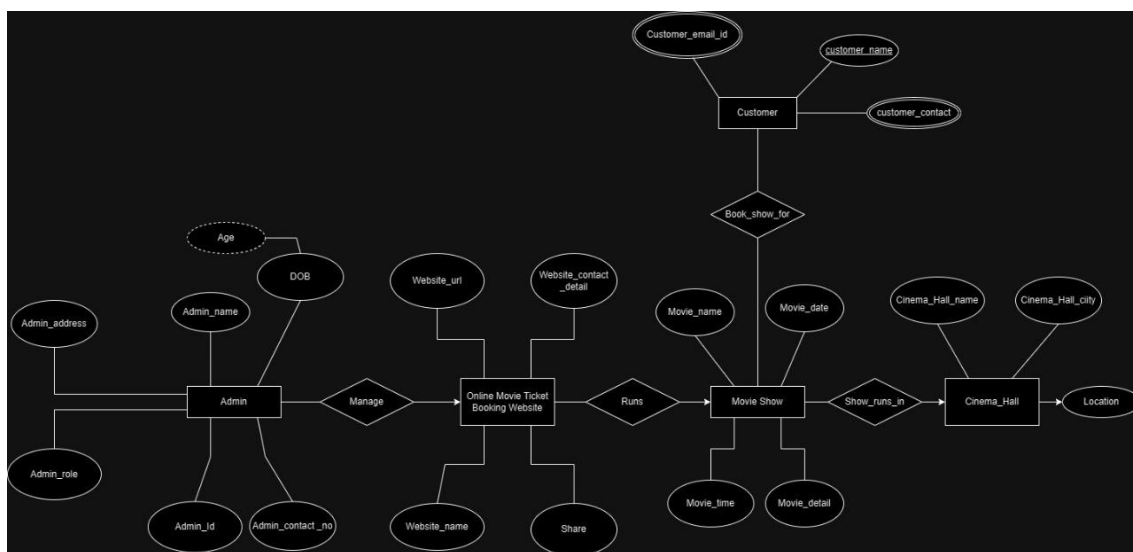 Customer_email_id
customer_name
Customer
customer_contact
Book_show_for
Age
DOB
Website_url
Website_contact
_detail
Admin_name
Admin_address
Movie_name
Movie_date
Cinema_Hall_name
Cinema_Hall_ciity
Admin
Manage
Online Movie Ticket
Booking Website
Runs
Movie Show
Show_runs_in
Cinema_Hall
Location
Admin_role
Admin_Id
Admin_contact _no
Website_name
Share
Movie_time
Movie_detail